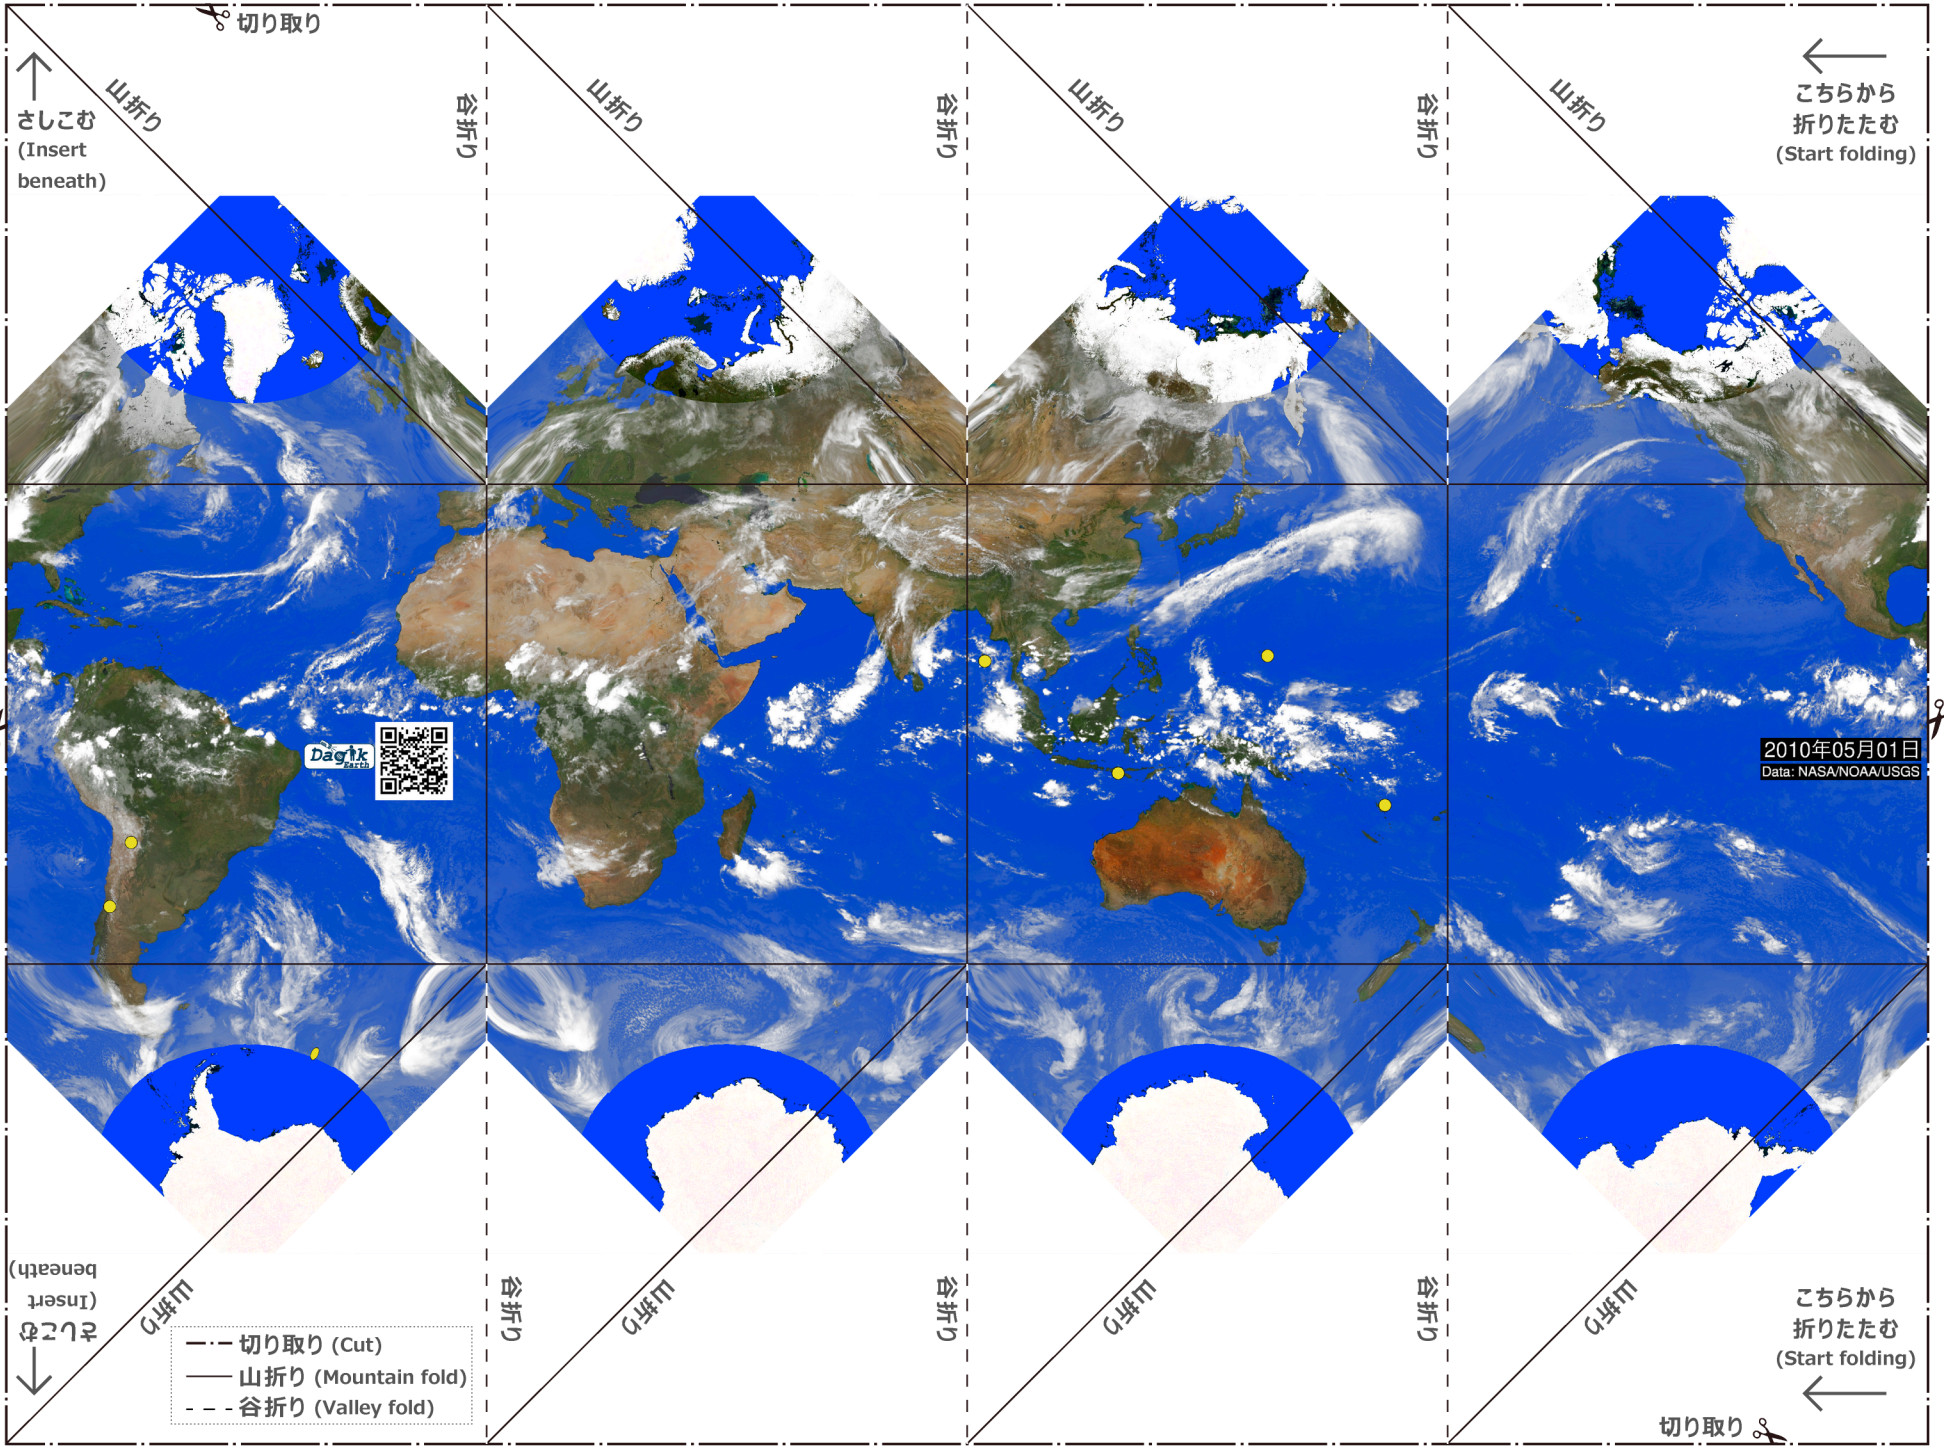 切り取り
山折り
谷折り
山折り
谷折り
山折り
谷折り
山折り
さしこむ
(Insert
beneath)
こちらから
折りたたむ
(Start folding)
Dagik
Earth
2010年05月01日
Data: NASA/NOAA/USGS
さしこむ
(Insert
beneath)
山折り
谷折り
山折り
谷折り
山折り
谷折り
山折り
切り取り (Cut)
山折り (Mountain fold)
谷折り (Valley fold)
こちらから
折りたたむ
(Start folding)
切り取り